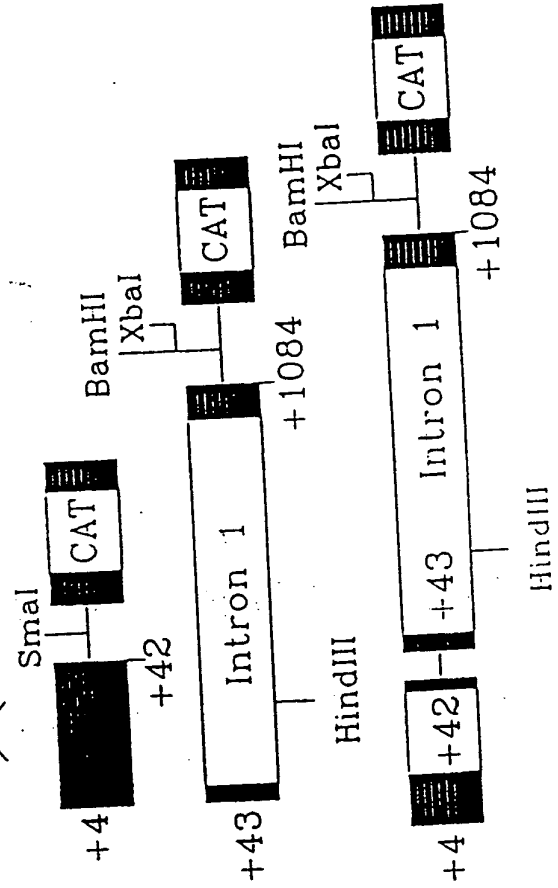 SmaI
CAT
+4
+42
BamHI
XbaI
CAT
Intron 1
+43
+1084
HindIII
BamHI
XbaI
CAT
+43 Intron 1
+42
+4
+1084
HindIII